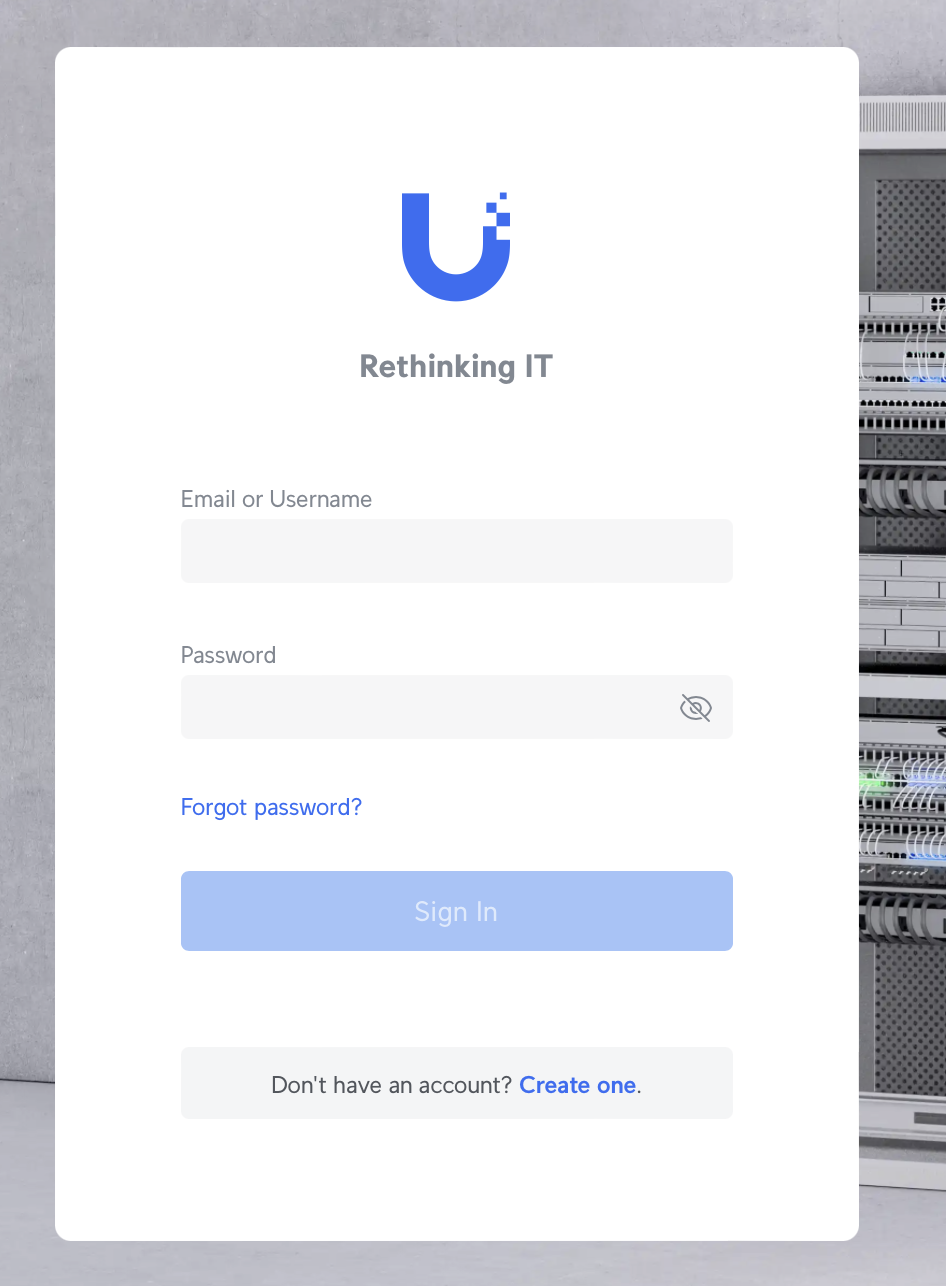 Rethinking IT
Email or Username
Password
Forgot password?
Sign In
Don't have an account? Create one.